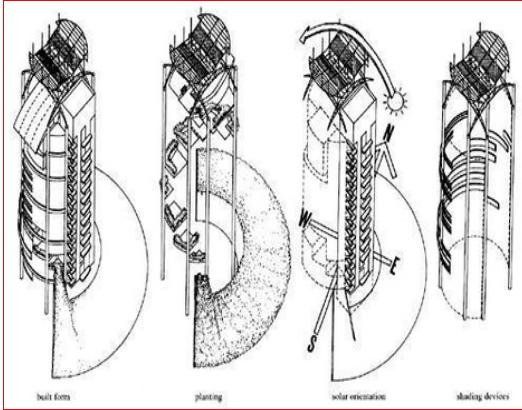 N
W
E
S
built form
planting
solar orientation
shading devices